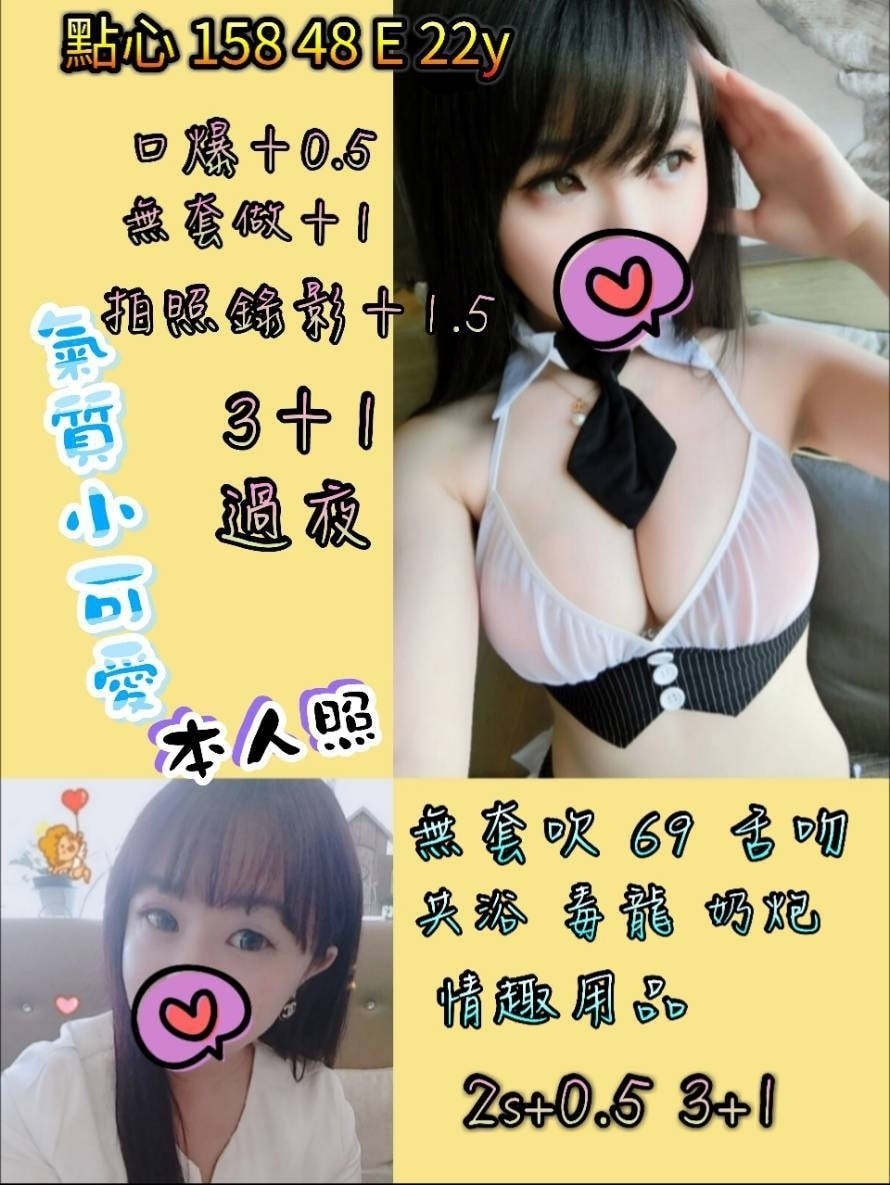 點心 158 48 E 22y
口爆+0.5
無套做+1
拍照錄影+1.5
3+1
過夜
氣質小可愛
本人照
無套吹 69 舌吻
共浴 毒龍 奶炮
情趣用品
2s+0.5 3+1